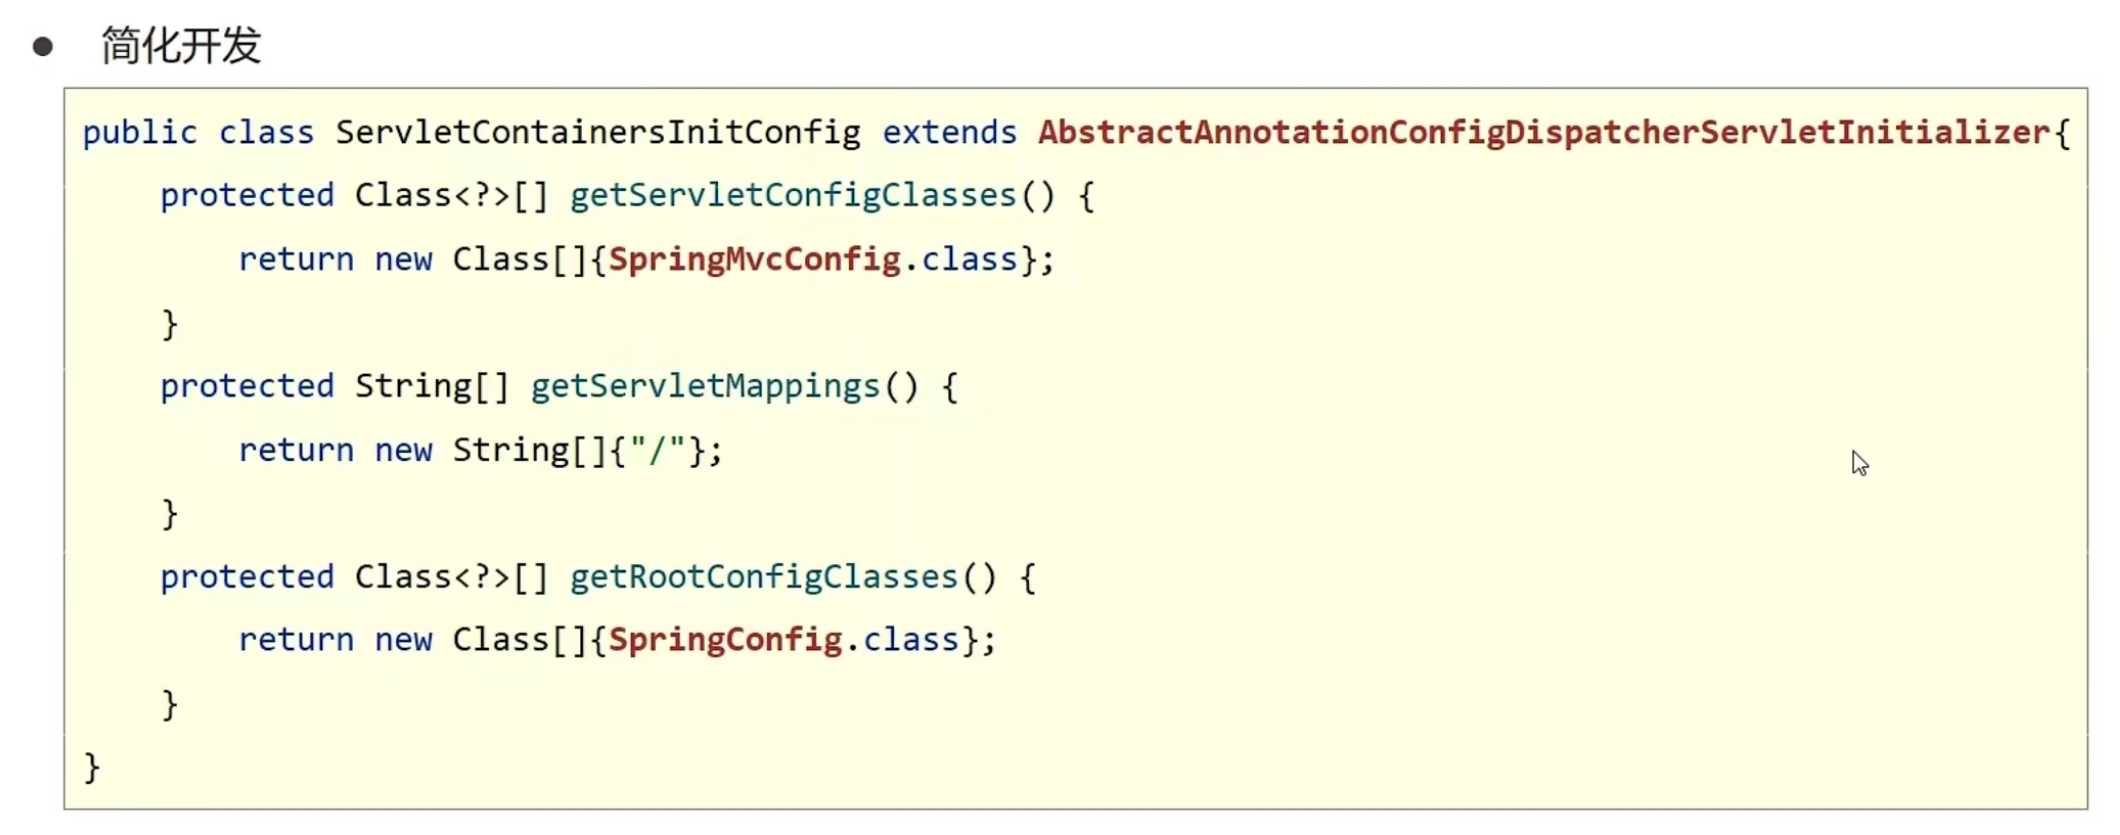 ● 简化开发
public class ServletContainersInitConfig extends AbstractAnnotationConfigDispatcherServletInitializer{
    protected Class<?>[] getServletConfigClasses() {
        return new Class[]{SpringMvcConfig.class};
    }
    protected String[] getServletMappings() {
        return new String[]{"/"};
    }
    protected Class<?>[] getRootConfigClasses() {
        return new Class[]{SpringConfig.class};
    }
}